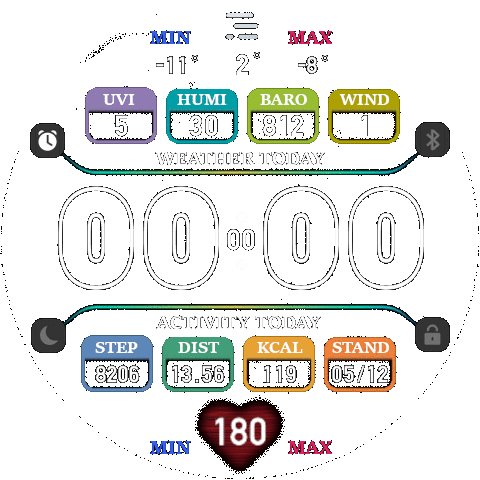 MIN MAX
-11° 2° -8°
UVI HUMI BARO WIND
5 30 812 1
WEATHER TODAY
00 00 00
ACTIVITY TODAY
STEP DIST KCAL STAND
8206 13.56 119 05/12
180
MIN MAX